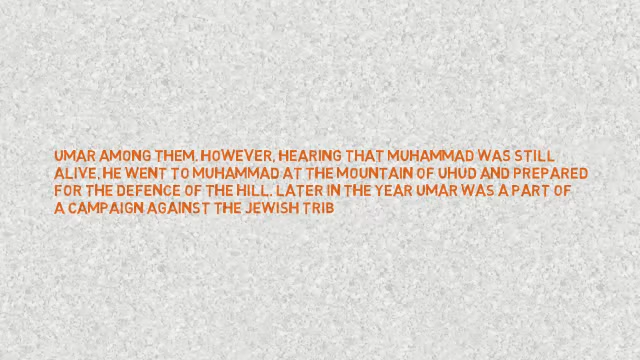 UMAR AMONG THEM. HOWEVER, HEARING THAT MUHAMMAD WAS STILL
ALIVE, HE WENT TO MUHAMMAD AT THE MOUNTAIN OF UHUD AND PREPARED
FOR THE DEFENCE OF THE HILL. LATER IN THE YEAR UMAR WAS A PART OF
A CAMPAIGN AGAINST THE JEWISH TRIB